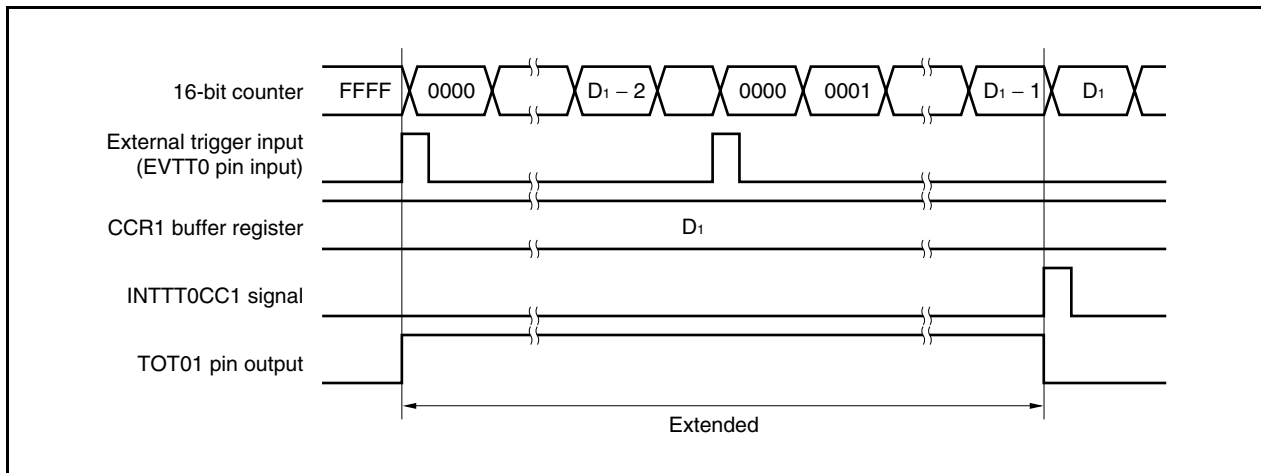 16-bit counter FFFF 0000 D1 – 2 0000 0001 D1 – 1 D1
External trigger input
(EVTT0 pin input)
CCR1 buffer register D1
INTTT0CC1 signal
TOT01 pin output
Extended